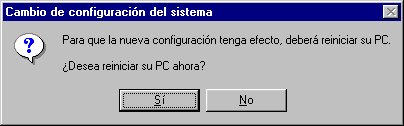 Cambio de configuración del sistema
Para que la nueva configuración tenga efecto, deberá reiniciar su PC.
¿Desea reiniciar su PC ahora?
Sí
No